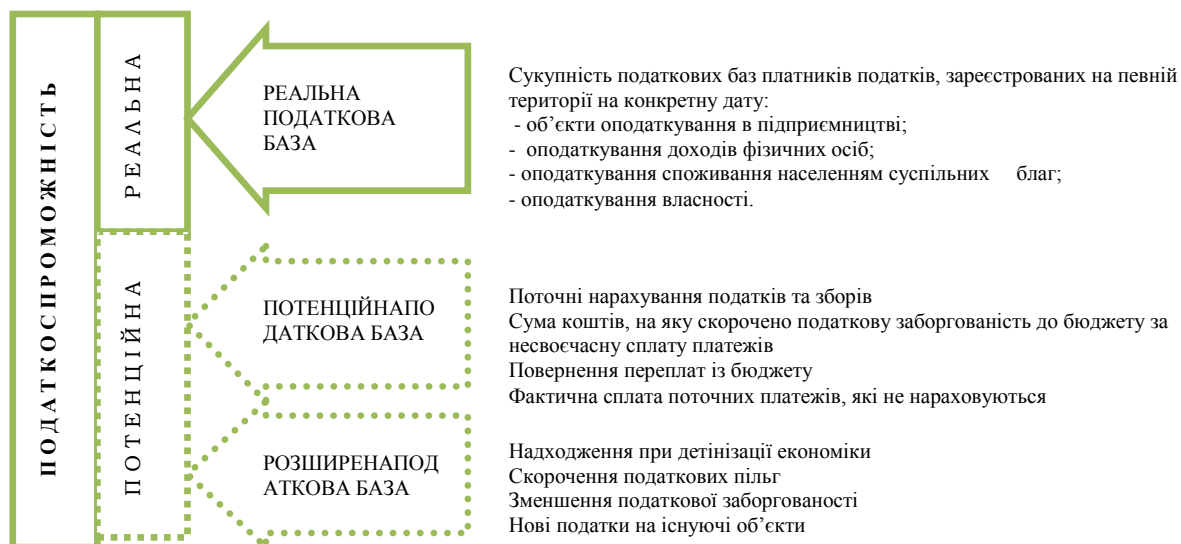 ПОДАТКОСПРОМОЖНІСТЬ
РЕАЛЬНА
РЕАЛЬНА
ПОДАТКОВА
БАЗА
Сукупність податкових баз платників податків, зареєстрованих на певній
території на конкретну дату:
- об’єкти оподаткування в підприємництві;
- оподаткування доходів фізичних осіб;
- оподаткування споживання населенням суспільних благ;
- оподаткування власності.
ПОТЕНЦІЙНА
ПОТЕНЦІЙНАПО
ДАТКОВА БАЗА
Поточні нарахування податків та зборів
Сума коштів, на яку скорочено податкову заборгованість до бюджету за
несвоєчасну сплату платежів
Повернення переплат із бюджету
Фактична сплата поточних платежів, які не нараховуються
РОЗШИРЕНАПОД
АТКОВА БАЗА
Надходження при детінізації економіки
Скорочення податкових пільг
Зменшення податкової заборгованості
Нові податки на існуючі об’єкти